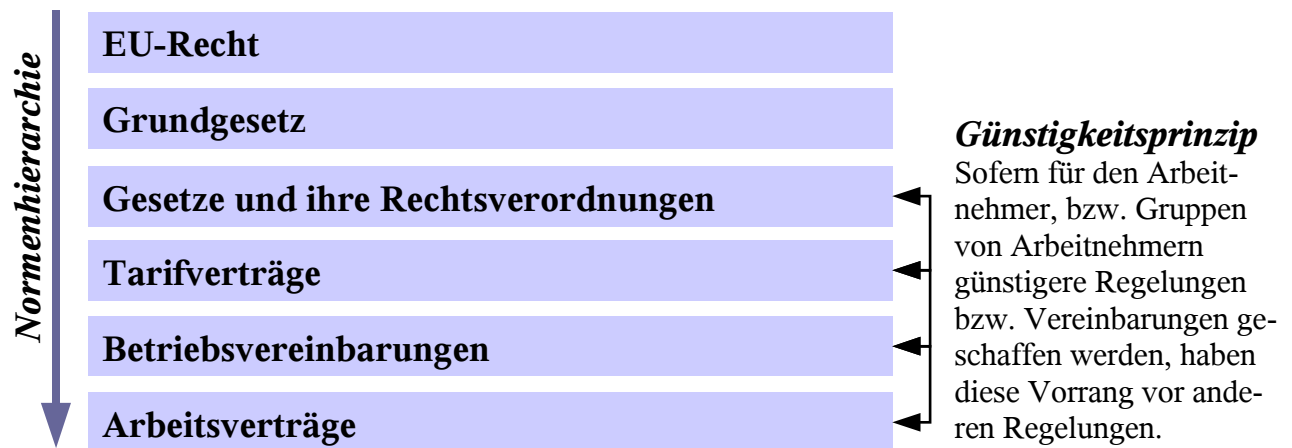 Normenhierarchie
EU-Recht
Grundgesetz
Gesetze und ihre Rechtsverordnungen
Tarifverträge
Betriebsvereinbarungen
Arbeitsverträge
Günstigkeitsprinzip
Sofern für den Arbeit-
nehmer, bzw. Gruppen
von Arbeitnehmern
günstigere Regelungen
bzw. Vereinbarungen ge-
schaffen werden, haben
diese Vorrang vor ande-
ren Regelungen.